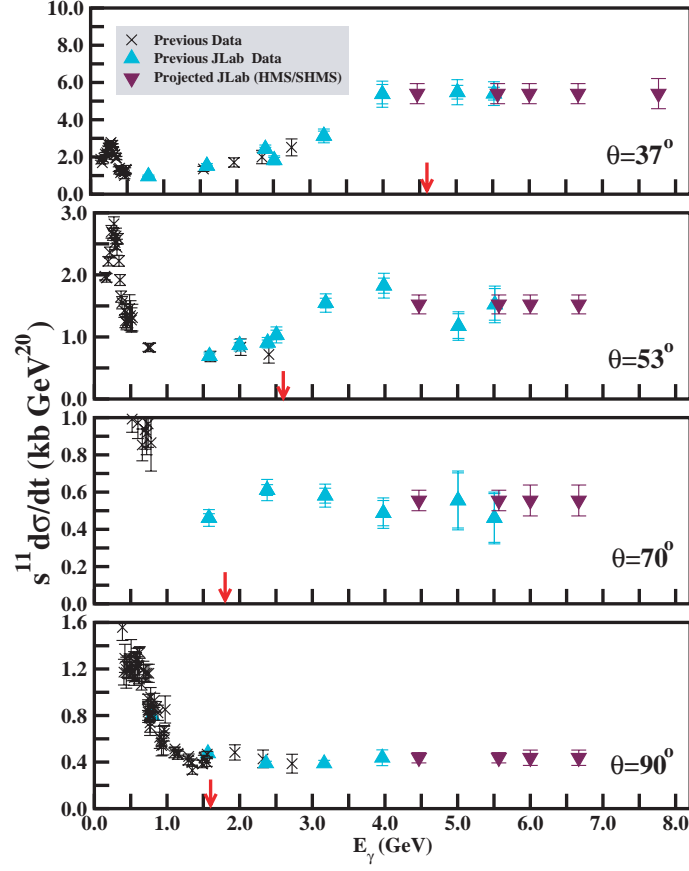 10.0
8.0
6.0
4.0
2.0
0.0
Previous Data
Previous JLab Data
Projected JLab (HMS/SHMS)
θ=37°
3.0
2.0
1.0
0.0
θ=53°
1.0
0.8
0.6
0.4
0.2
0.0
θ=70°
1.6
1.2
0.8
0.4
0.0
θ=90°
s¹¹ dσ/dt (kb GeV²⁰)
0.0 1.0 2.0 3.0 4.0 5.0 6.0 7.0 8.0
Eᵧ (GeV)